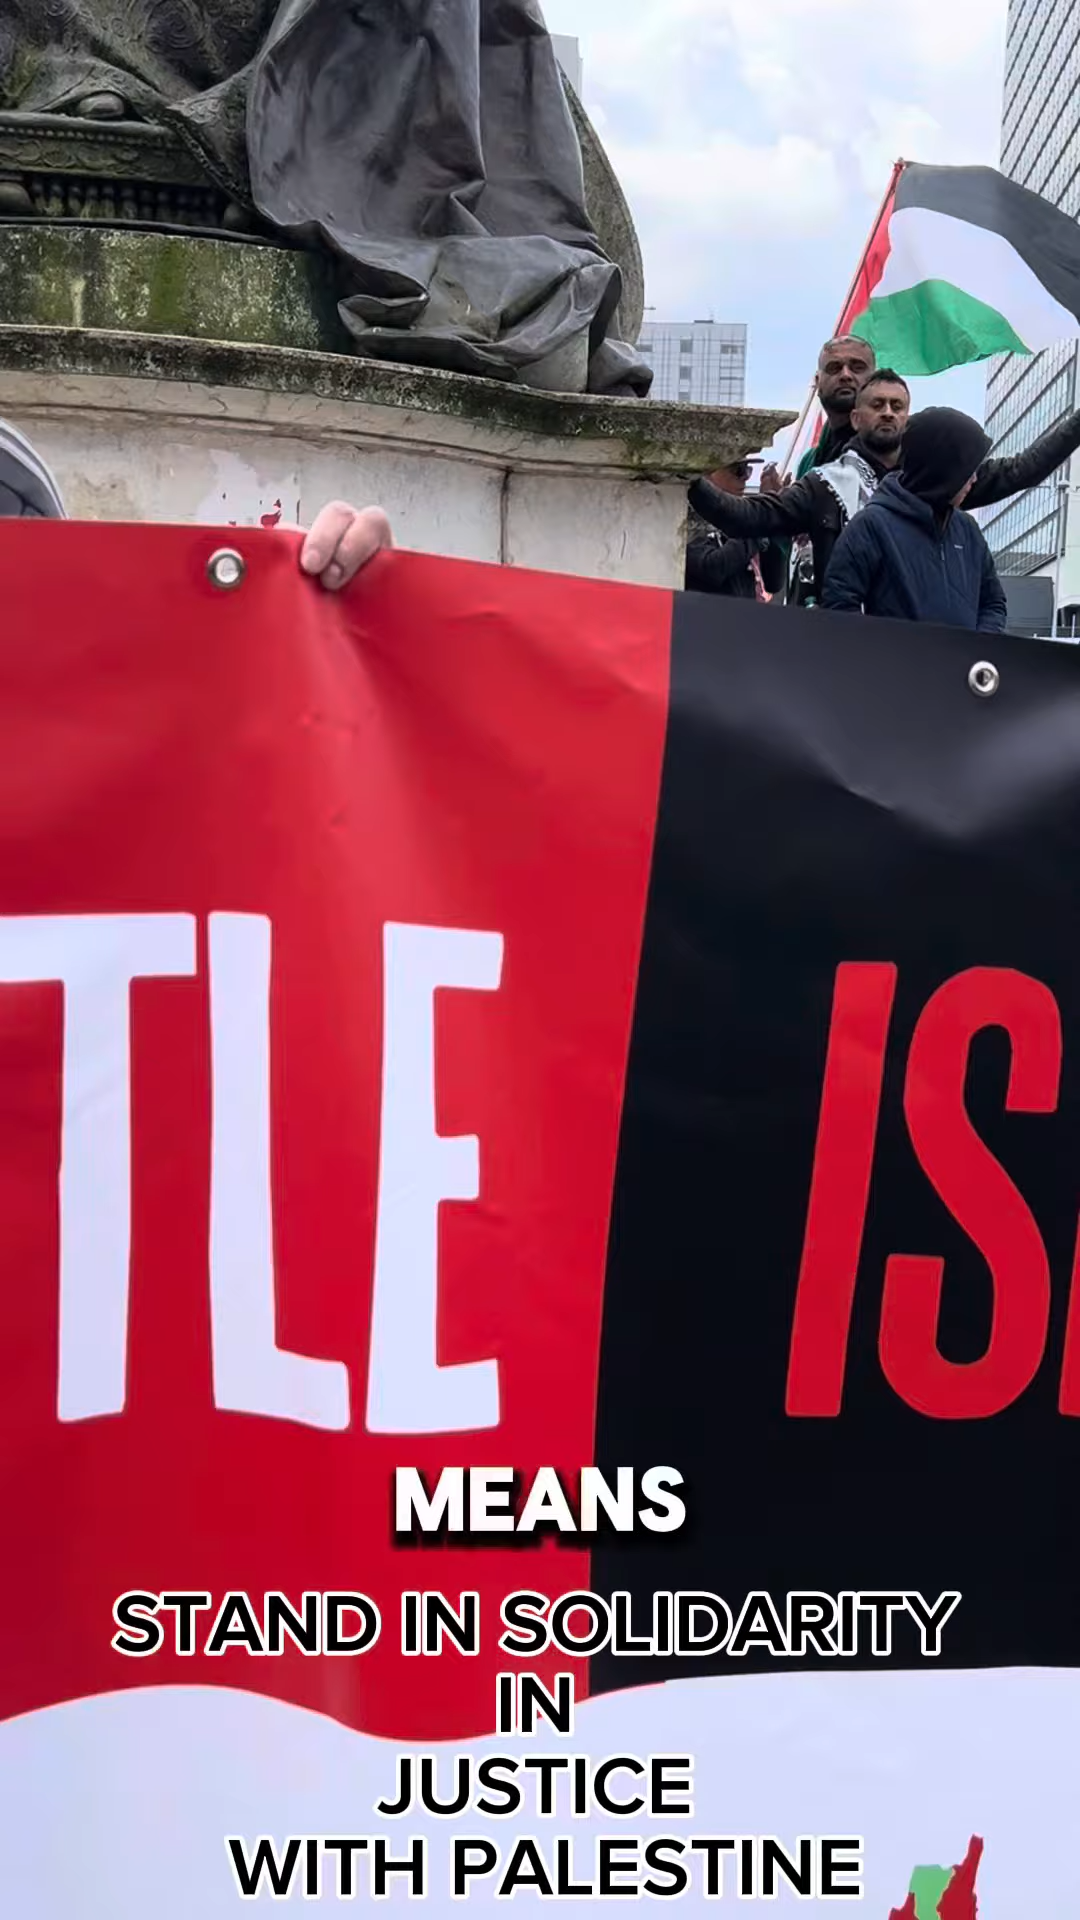 TLE IS
MEANS
STAND IN SOLIDARITY
IN
JUSTICE
WITH PALESTINE